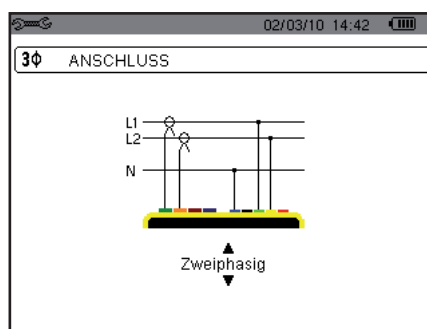 02/03/10 14:42
3Φ ANSCHLUSS
L1
L2
N
Zweiphasig